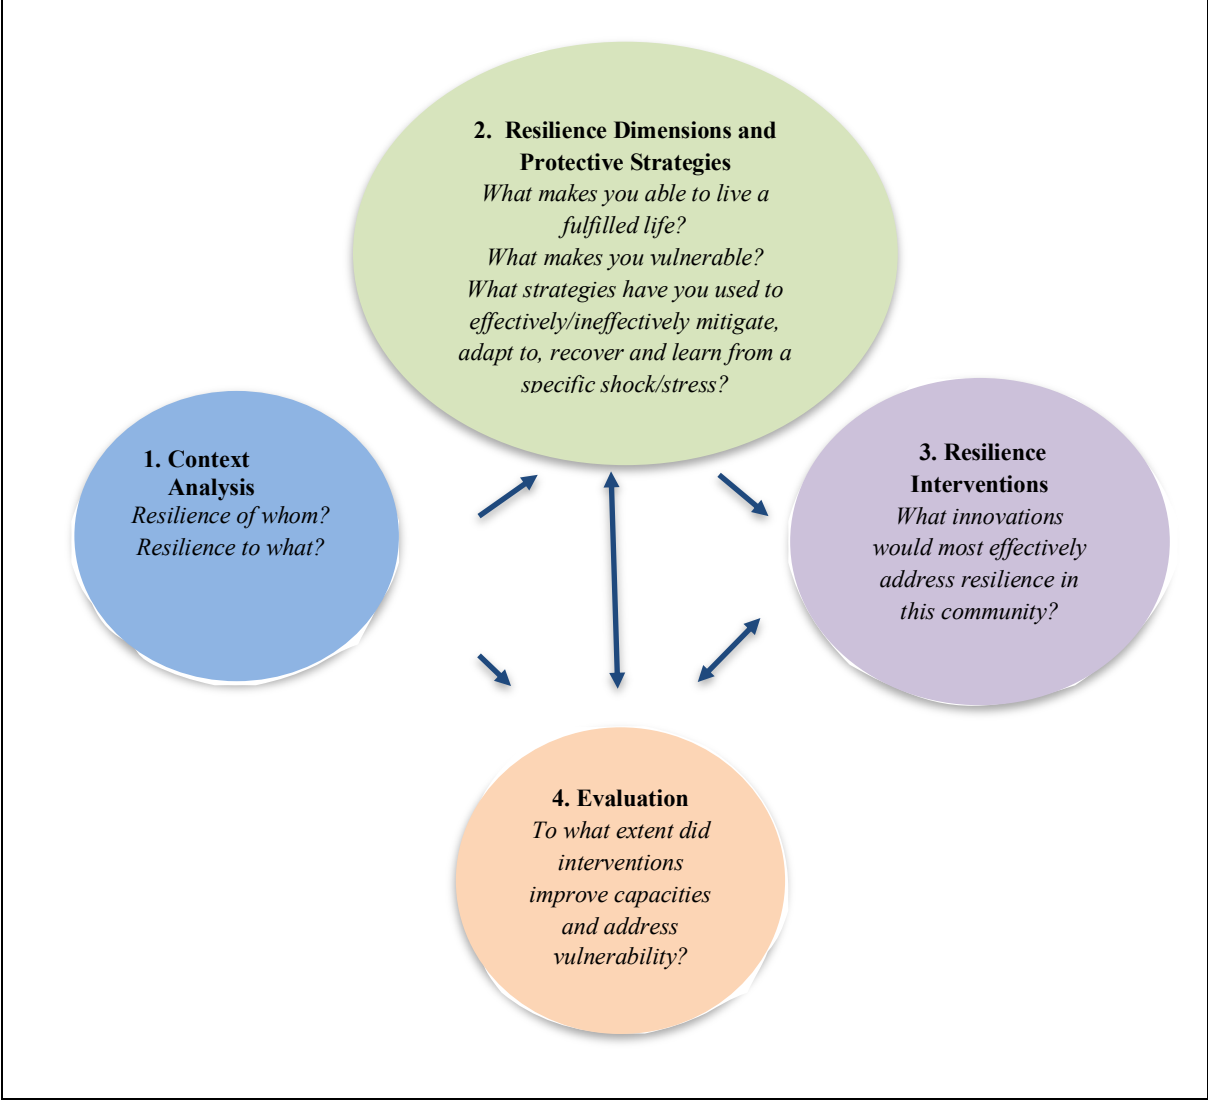 2. Resilience Dimensions and
Protective Strategies
What makes you able to live a
fulfilled life?
What makes you vulnerable?
What strategies have you used to
effectively/ineffectively mitigate,
adapt to, recover and learn from a
specific shock/stress?
1. Context
Analysis
Resilience of whom?
Resilience to what?
3. Resilience
Interventions
What innovations
would most effectively
address resilience in
this community?
4. Evaluation
To what extent did
interventions
improve capacities
and address
vulnerability?